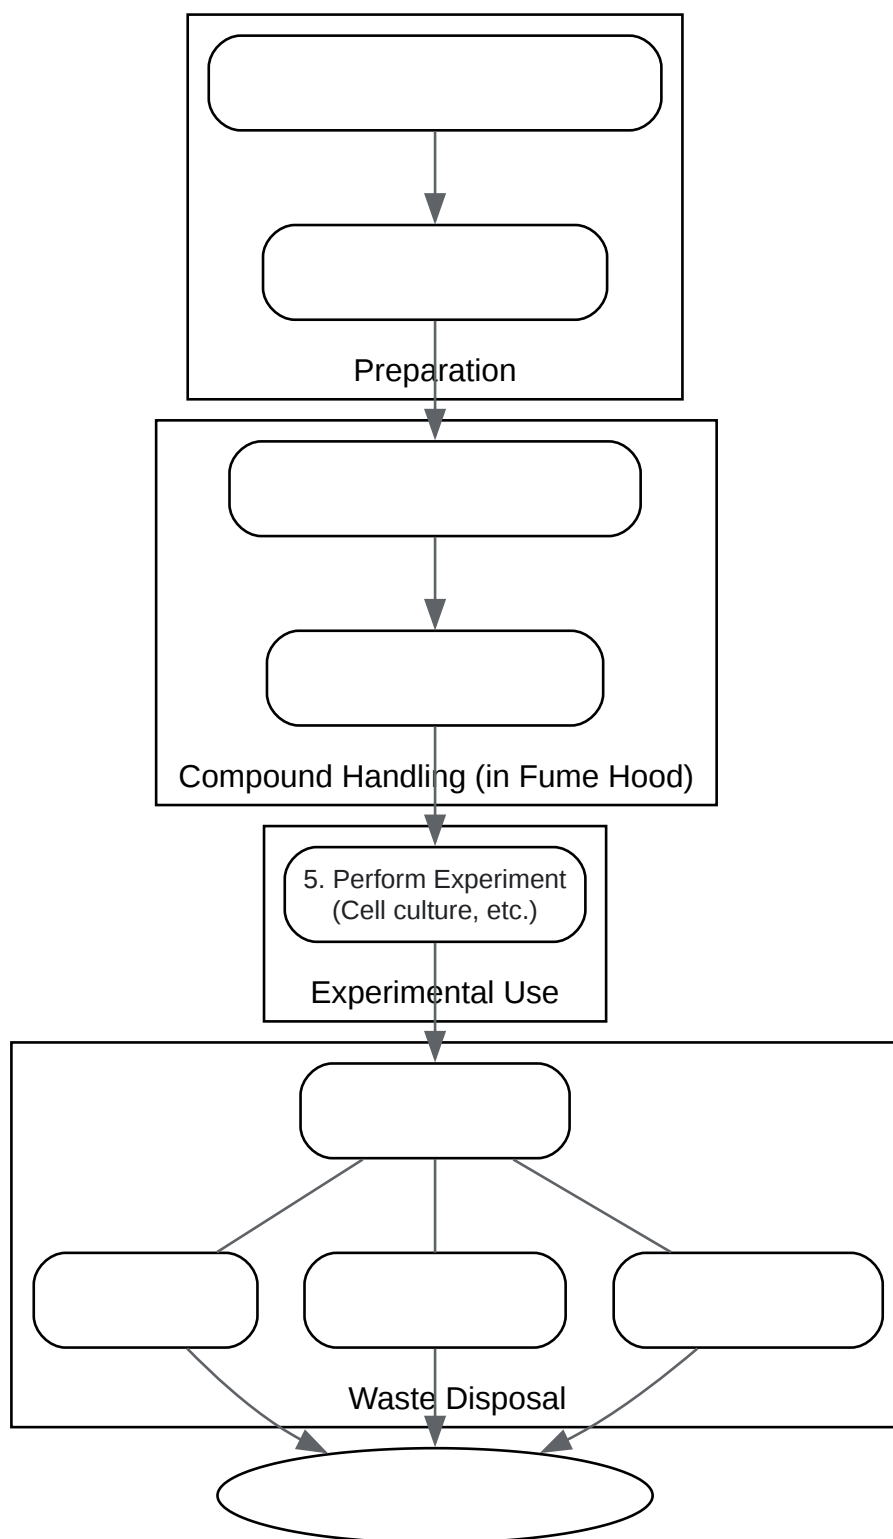 Preparation
Compound Handling (in Fume Hood)
5. Perform Experiment
(Cell culture, etc.)
Experimental Use
Waste Disposal